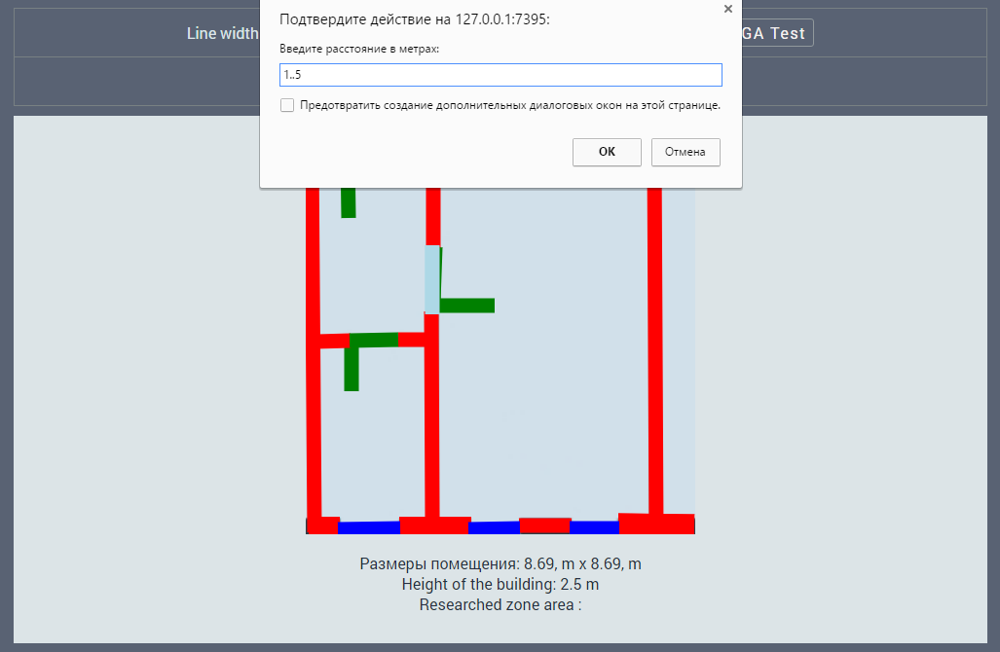 Подтвердите действие на 127.0.0.1:7395:
Line width
GA Test
Введите расстояние в метрах:
1..5
Предотвратить создание дополнительных диалоговых окон на этой странице.
OK
Отмена
Размеры помещения: 8.69, m x 8.69, m
Height of the building: 2.5 m
Researched zone area :